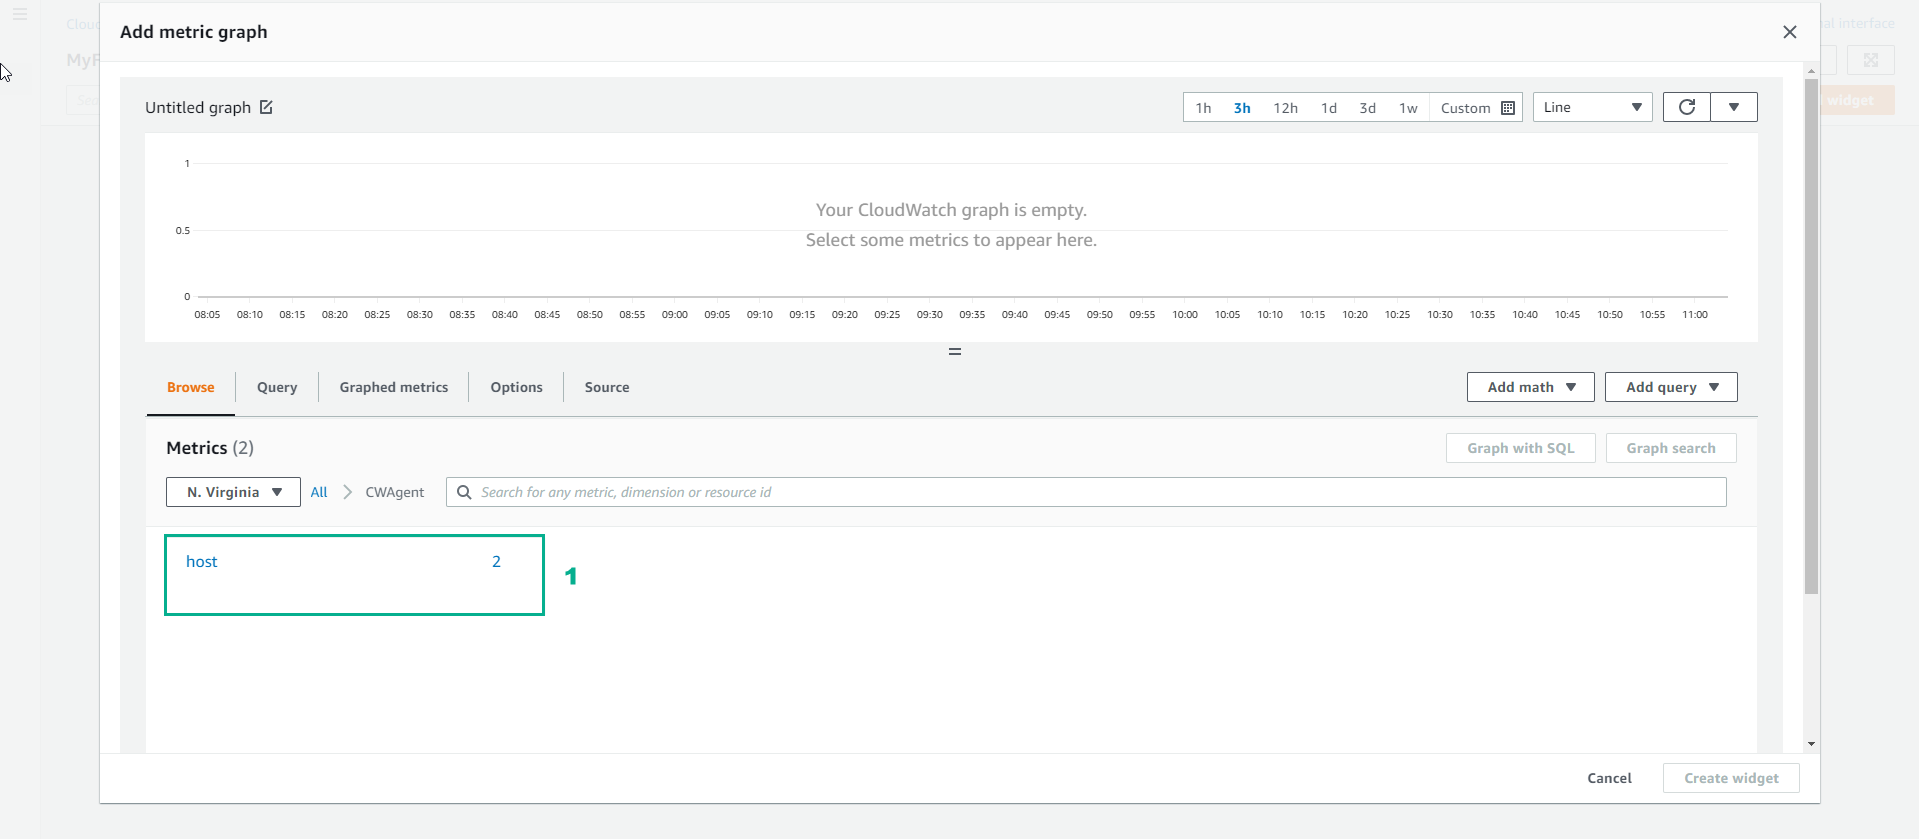 Clou
Add metric graph
al interface
MyF
Sea
widget
Untitled graph
1h 3h 12h 1d 3d 1w Custom Line
1
Your CloudWatch graph is empty.
0.5
Select some metrics to appear here.
0
08:05 08:10 08:15 08:20 08:25 08:30 08:35 08:40 08:45 08:50 08:55 09:00 09:05 09:10 09:15 09:20 09:25 09:30 09:35 09:40 09:45 09:50 09:55 10:00 10:05 10:10 10:15 10:20 10:25 10:30 10:35 10:40 10:45 10:50 10:55 11:00
Browse Query Graphed metrics Options Source Add math Add query
Metrics (2) Graph with SQL Graph search
N. Virginia All CWAgent Search for any metric, dimension or resource id
host 2
1
Cancel Create widget